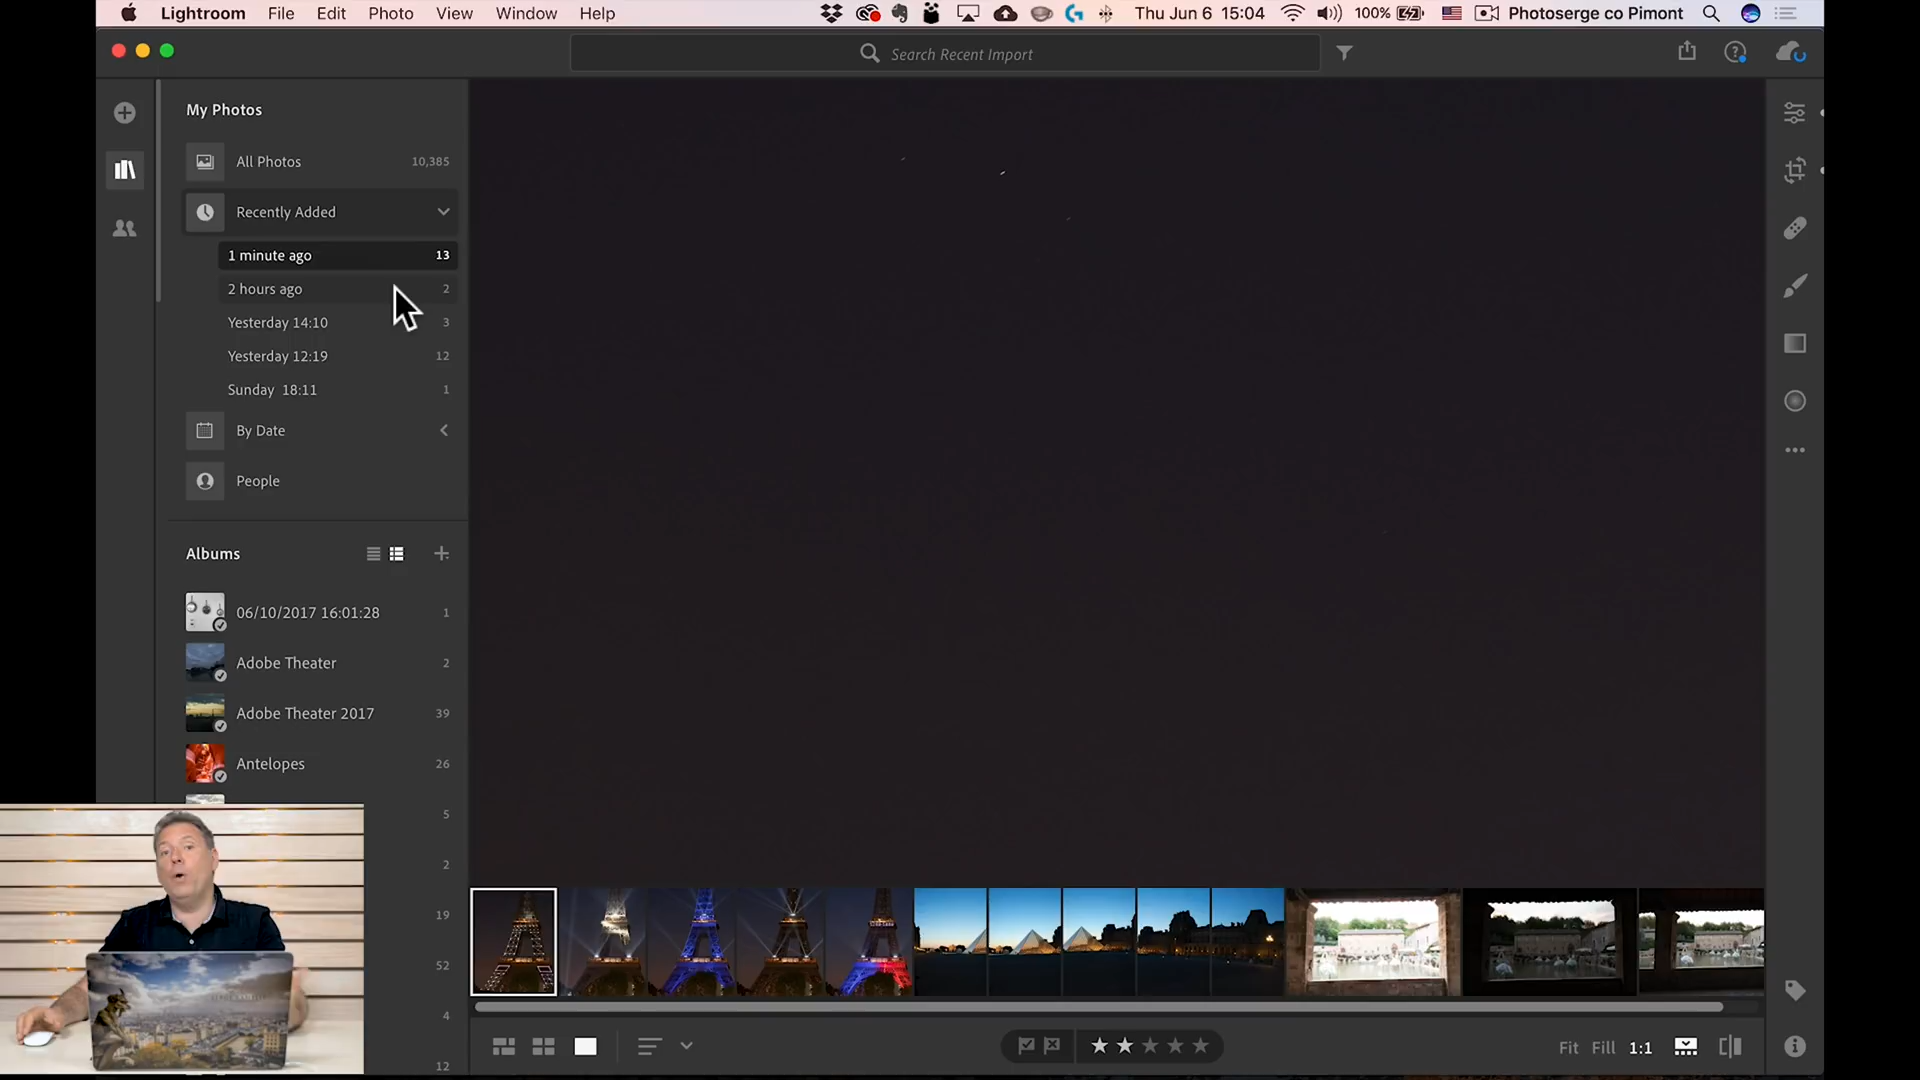 Lightroom File Edit Photo View Window Help Thu Jun 6 15:04 100% Photoserge co Pimont
Search Recent Import
My Photos
All Photos 10,385
Recently Added
1 minute ago 13
2 hours ago 2
Yesterday 14:10 3
Yesterday 12:19 12
Sunday 18:11 1
By Date
People
Albums
06/10/2017 16:01:28 1
Adobe Theater 2
Adobe Theater 2017 39
Antelopes 26
5
2
19
52
4
12
Fit Fill 1:1